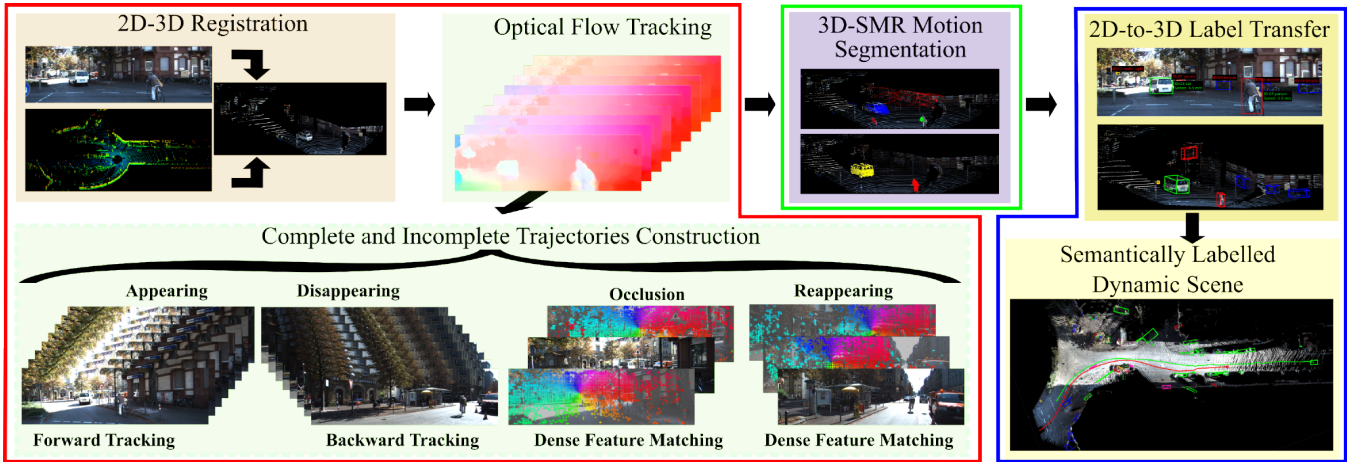 2D-3D Registration
Optical Flow Tracking
3D-SMR Motion
Segmentation
2D-to-3D Label Transfer
Complete and Incomplete Trajectories Construction
Appearing
Disappearing
Occlusion
Reappearing
Forward Tracking
Backward Tracking
Dense Feature Matching
Dense Feature Matching
Semantically Labelled
Dynamic Scene